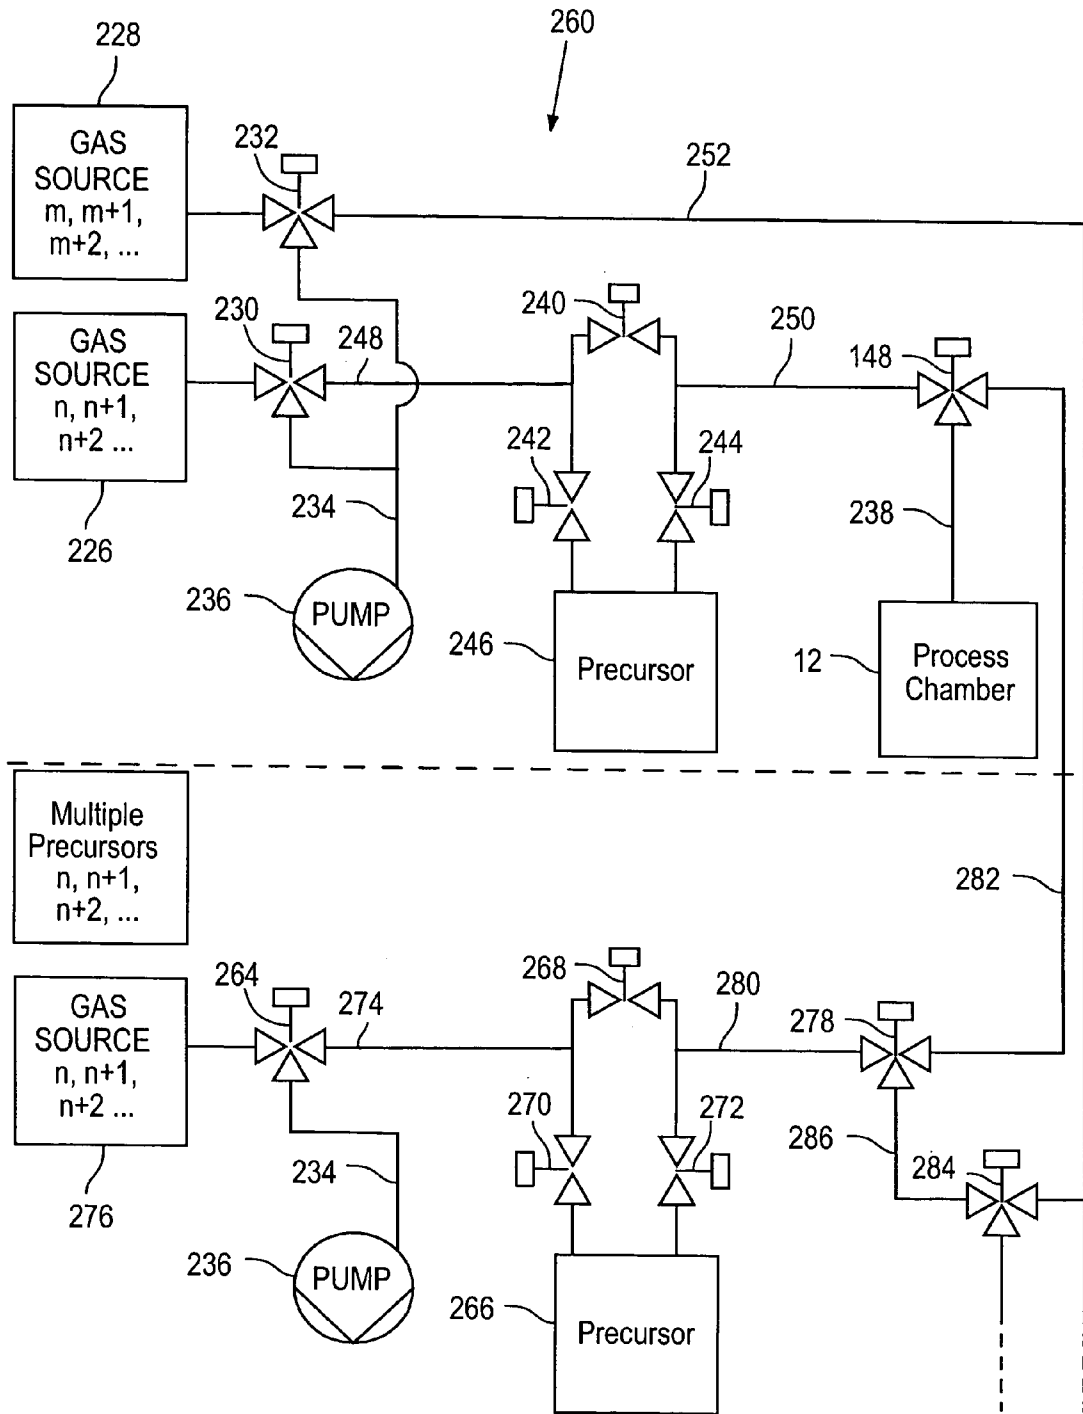 228
260
GAS
SOURCE
m, m+1,
m+2, ...
232
252
GAS
SOURCE
n, n+1,
n+2 ...
230
248
240
250
148
242
244
234
238
226
236
PUMP
246
Precursor
12
Process
Chamber
Multiple
Precursors
n, n+1,
n+2, ...
282
GAS
SOURCE
n, n+1,
n+2 ...
264
274
268
280
278
270
272
286
284
234
276
236
PUMP
266
Precursor